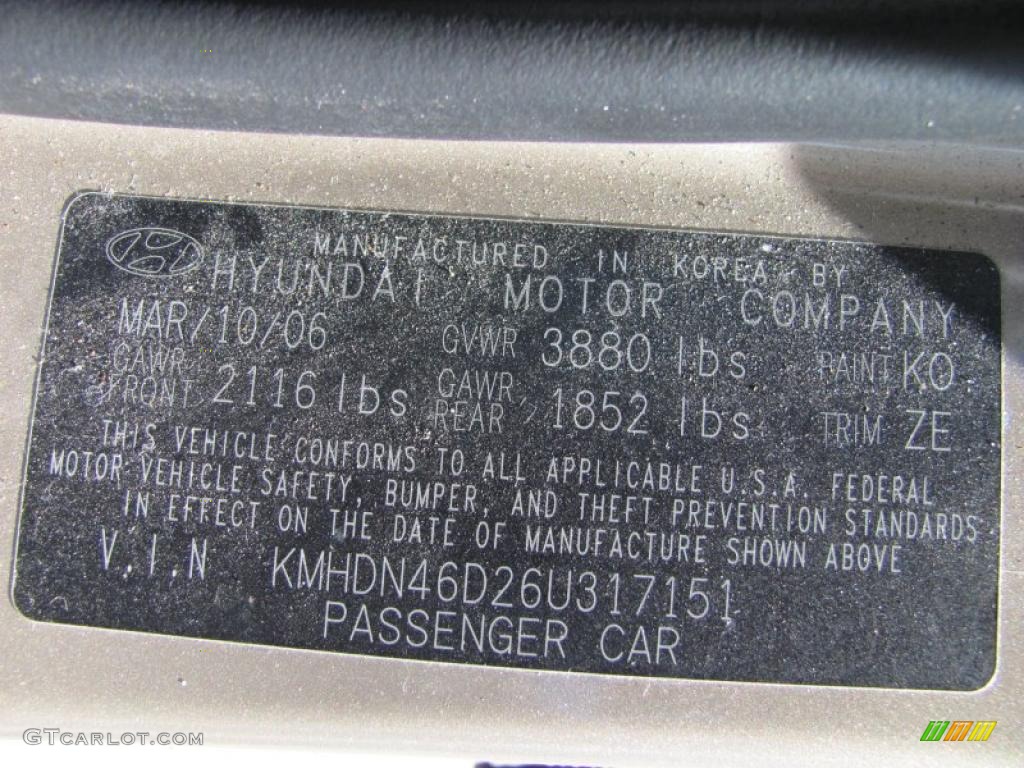 MANUFACTURED IN KOREA BY
HYUNDAI MOTOR COMPANY
MAR/10/06 GVWR 3880 lbs PAINT KO
GAWR FRONT 2116 lbs GAWR REAR 1852 lbs TRIM ZE
THIS VEHICLE CONFORMS TO ALL APPLICABLE U.S.A. FEDERAL
MOTOR VEHICLE SAFETY, BUMPER, AND THEFT PREVENTION STANDARDS
IN EFFECT ON THE DATE OF MANUFACTURE SHOWN ABOVE
V.I.N KMHDN46D26U317151
PASSENGER CAR
GTCARLOT.COM